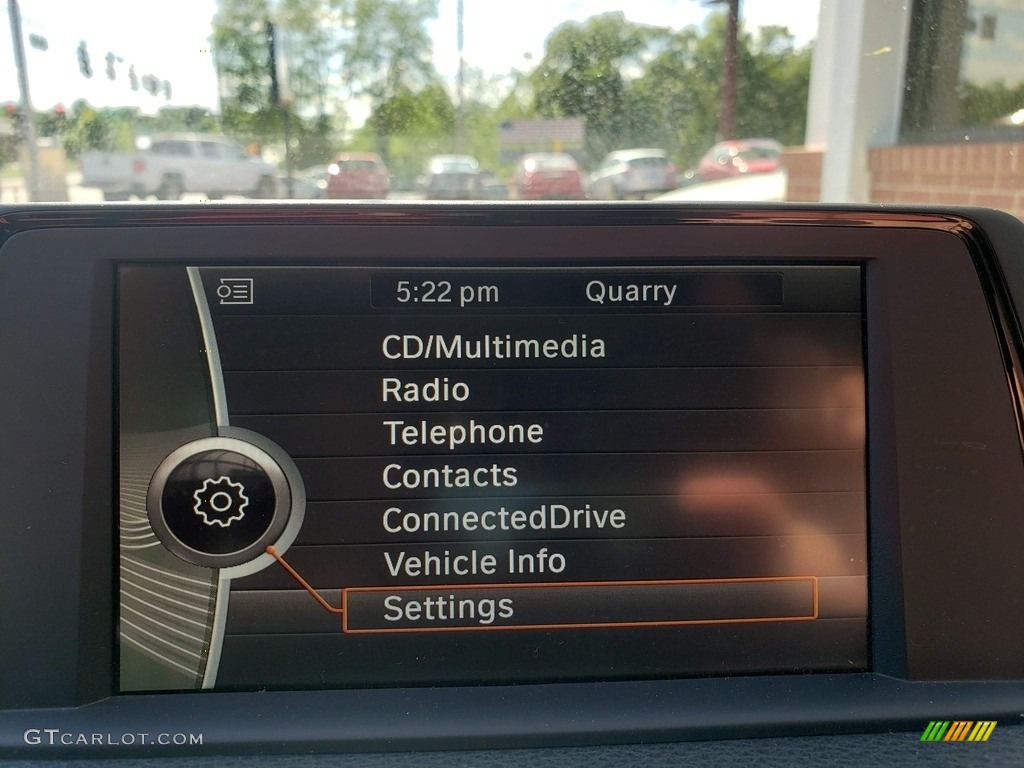 5:22 pm Quarry
CD/Multimedia
Radio
Telephone
Contacts
ConnectedDrive
Vehicle Info
Settings
GTCARLOT.COM